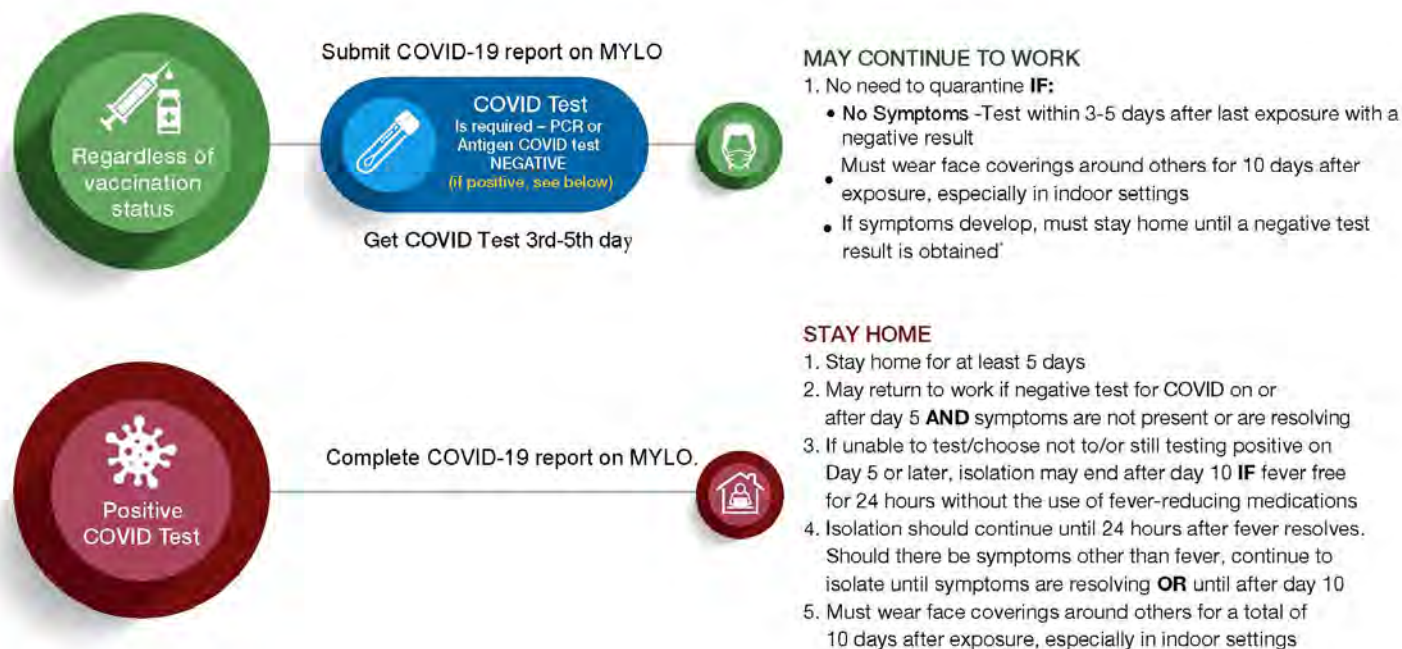 Regardless of
vaccination
status
Submit COVID-19 report on MYLO
COVID Test
Is required – PCR or
Antigen COVID test
NEGATIVE
(if positive, see below)
Get COVID Test 3rd-5th day
MAY CONTINUE TO WORK
1. No need to quarantine IF:
• No Symptoms -Test within 3-5 days after last exposure with a
negative result
• Must wear face coverings around others for 10 days after
exposure, especially in indoor settings
• If symptoms develop, must stay home until a negative test
result is obtained*
Positive
COVID Test
Complete COVID-19 report on MYLO.
STAY HOME
1. Stay home for at least 5 days
2. May return to work if negative test for COVID on or
after day 5 AND symptoms are not present or are resolving
3. If unable to test/choose not to/or still testing positive on
Day 5 or later, isolation may end after day 10 IF fever free
for 24 hours without the use of fever-reducing medications
4. Isolation should continue until 24 hours after fever resolves.
Should there be symptoms other than fever, continue to
isolate until symptoms are resolving OR until after day 10
5. Must wear face coverings around others for a total of
10 days after exposure, especially in indoor settings